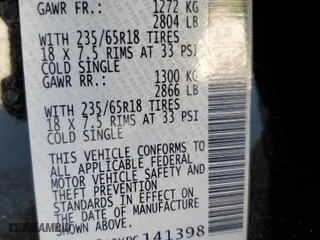 GAWR FR.: 1272 KG
2804 LB
WITH 235/65R18 TIRES
18 X 7.5 RIMS AT 33 PSI
COLD SINGLE
GAWR RR.: 1300 KG
2866 LB
WITH 235/65R18 TIRES
18 X 7.5 RIMS AT 33 PSI
COLD SINGLE
THIS VEHICLE CONFORMS TO
ALL APPLICABLE FEDERAL
MOTOR VEHICLE SAFETY AND
THEFT PREVENTION
STANDARDS IN EFFECT ON
THE DATE OF MANUFACTURE
SHOWN ABOVE.
141398